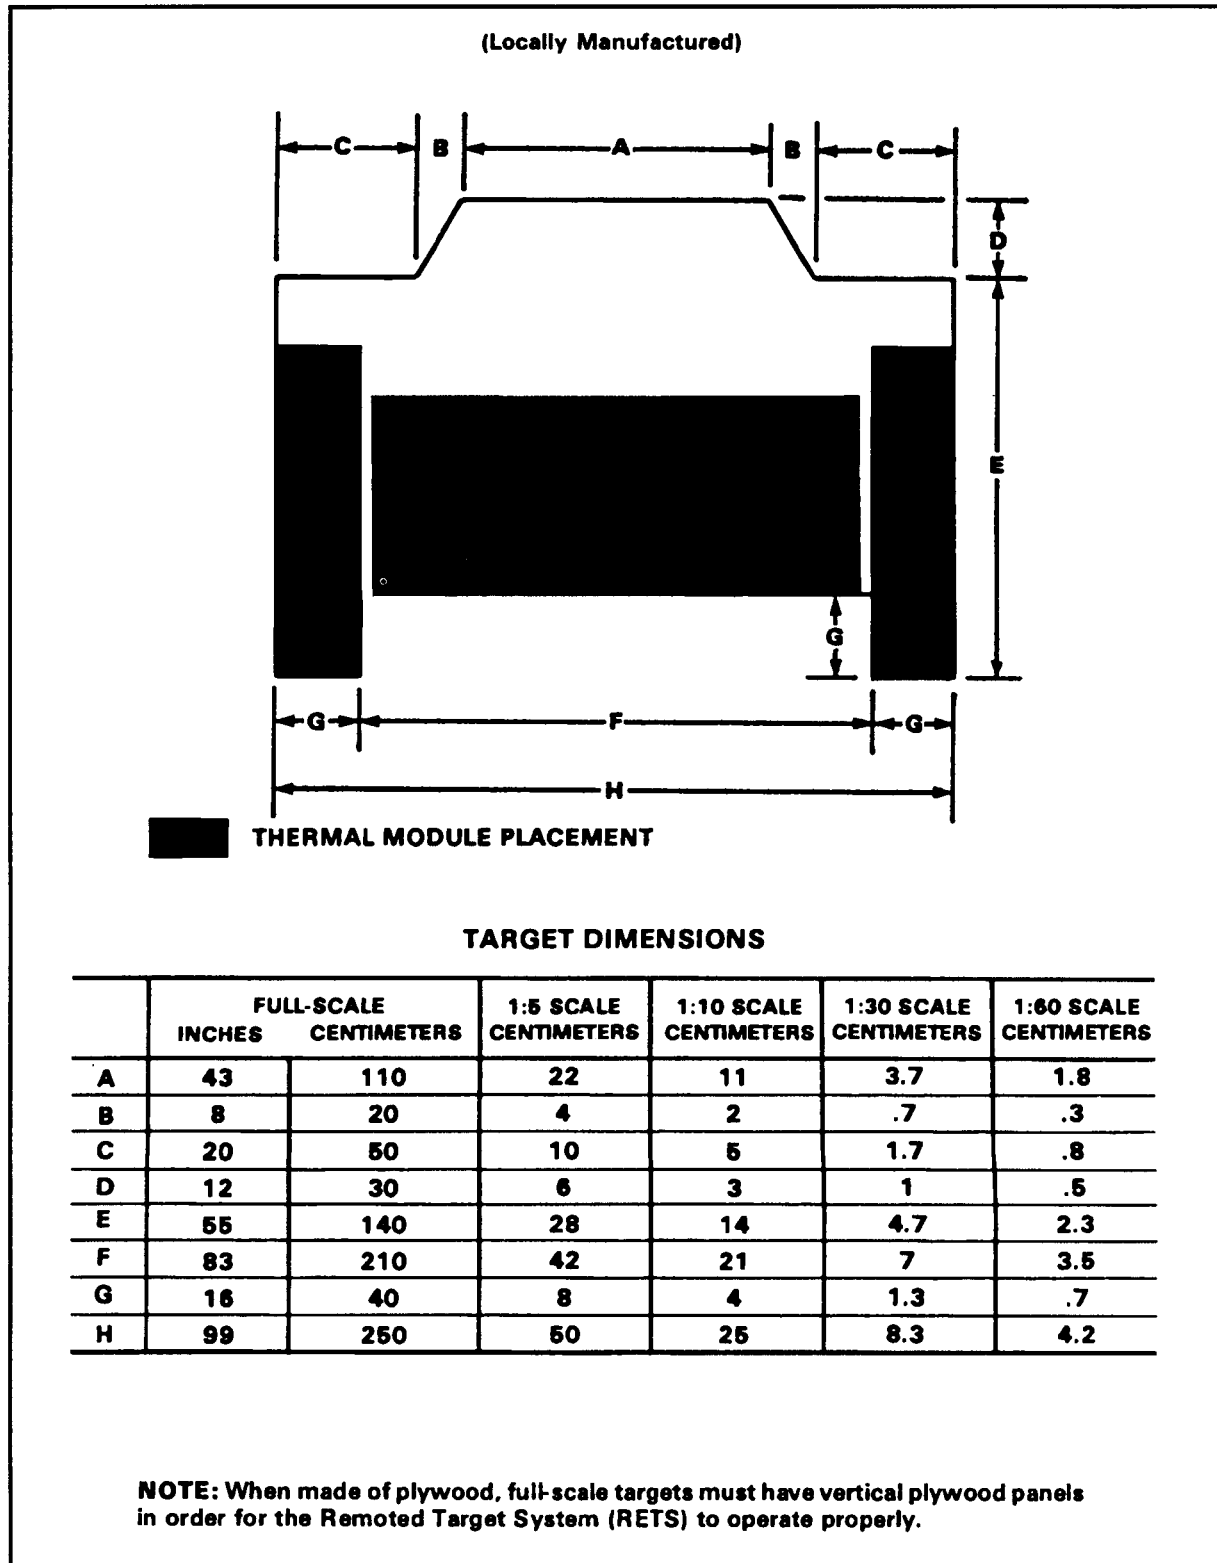 (Locally Manufactured)
C B A B C
D
E
G
G F G
H
THERMAL MODULE PLACEMENT
TARGET DIMENSIONS
FULL-SCALE 1:5 SCALE 1:10 SCALE 1:30 SCALE 1:60 SCALE
INCHES CENTIMETERS CENTIMETERS CENTIMETERS CENTIMETERS CENTIMETERS
A 43 110 22 11 3.7 1.8
B 8 20 4 2 .7 .3
C 20 50 10 5 1.7 .8
D 12 30 6 3 1 .5
E 55 140 28 14 4.7 2.3
F 83 210 42 21 7 3.5
G 16 40 8 4 1.3 .7
H 99 250 50 25 8.3 4.2
NOTE: When made of plywood, full-scale targets must have vertical plywood panels
in order for the Remoted Target System (RETS) to operate properly.